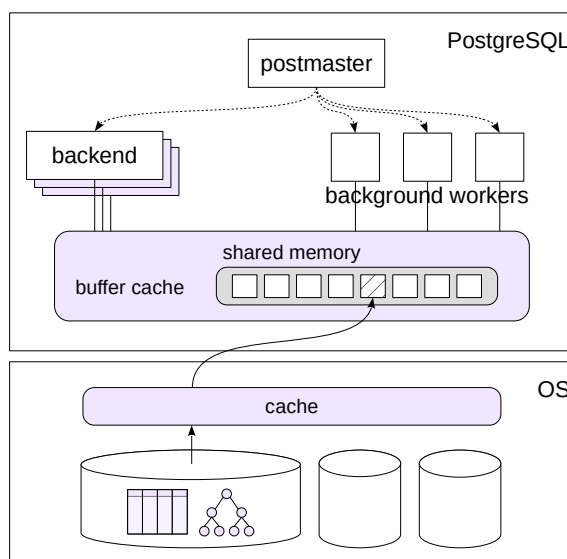 PostgreSQL
postmaster
backend
background workers
shared memory
buffer cache
OS
cache